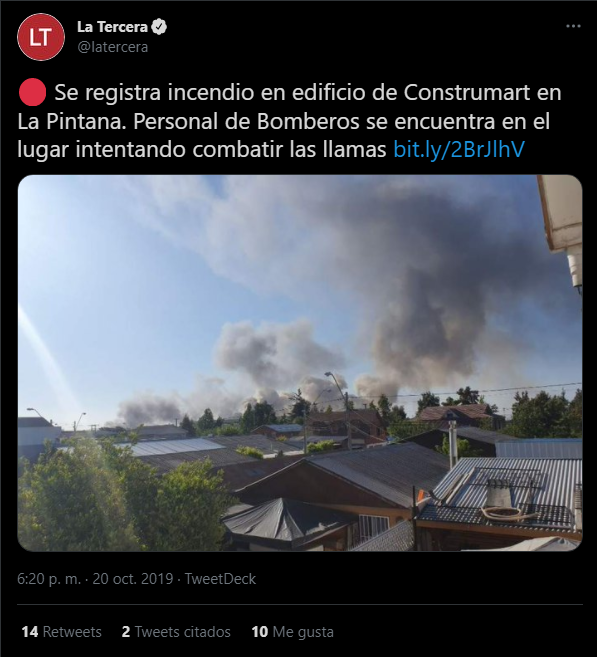 LT
La Tercera
@latercera
Se registra incendio en edificio de Construmart en
La Pintana. Personal de Bomberos se encuentra en el
lugar intentando combatir las llamas bit.ly/2BrJlhV
6:20 p. m. · 20 oct. 2019 · TweetDeck
14 Retweets 2 Tweets citados 10 Me gusta